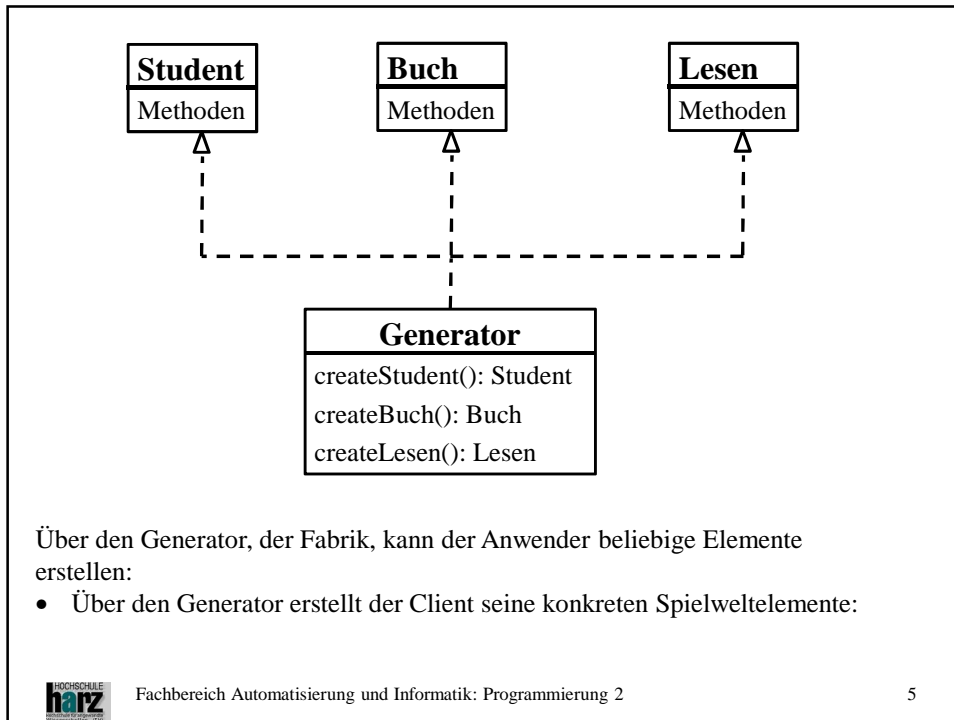 Student
Methoden
Buch
Methoden
Lesen
Methoden
Generator
createStudent(): Student
createBuch(): Buch
createLesen(): Lesen
Über den Generator, der Fabrik, kann der Anwender beliebige Elemente
erstellen:
• Über den Generator erstellt der Client seine konkreten Spielweltelemente:
HOCHSCHULE
harz
Fachbereich Automatisierung und Informatik: Programmierung 2
5